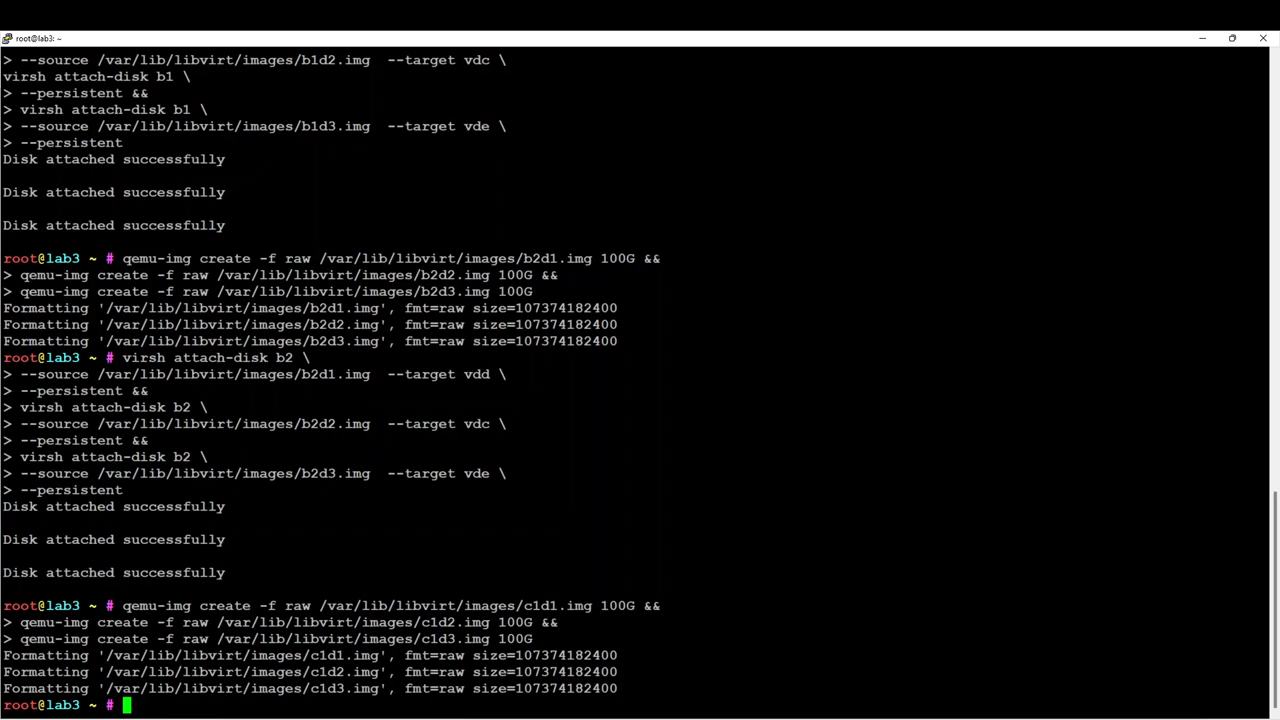 root@lab3: ~
> --source /var/lib/libvirt/images/b1d2.img  --target vdc \
virsh attach-disk b1 \
> --persistent &&
> virsh attach-disk b1 \
> --source /var/lib/libvirt/images/b1d3.img  --target vde \
> --persistent
Disk attached successfully
Disk attached successfully
Disk attached successfully
root@lab3 ~ # qemu-img create -f raw /var/lib/libvirt/images/b2d1.img 100G &&
> qemu-img create -f raw /var/lib/libvirt/images/b2d2.img 100G &&
> qemu-img create -f raw /var/lib/libvirt/images/b2d3.img 100G
Formatting '/var/lib/libvirt/images/b2d1.img', fmt=raw size=107374182400
Formatting '/var/lib/libvirt/images/b2d2.img', fmt=raw size=107374182400
Formatting '/var/lib/libvirt/images/b2d3.img', fmt=raw size=107374182400
root@lab3 ~ # virsh attach-disk b2 \
> --source /var/lib/libvirt/images/b2d1.img  --target vdd \
> --persistent &&
> virsh attach-disk b2 \
> --source /var/lib/libvirt/images/b2d2.img  --target vdc \
> --persistent &&
> virsh attach-disk b2 \
> --source /var/lib/libvirt/images/b2d3.img  --target vde \
> --persistent
Disk attached successfully
Disk attached successfully
Disk attached successfully
root@lab3 ~ # qemu-img create -f raw /var/lib/libvirt/images/c1d1.img 100G &&
> qemu-img create -f raw /var/lib/libvirt/images/c1d2.img 100G &&
> qemu-img create -f raw /var/lib/libvirt/images/c1d3.img 100G
Formatting '/var/lib/libvirt/images/c1d1.img', fmt=raw size=107374182400
Formatting '/var/lib/libvirt/images/c1d2.img', fmt=raw size=107374182400
Formatting '/var/lib/libvirt/images/c1d3.img', fmt=raw size=107374182400
root@lab3 ~ #